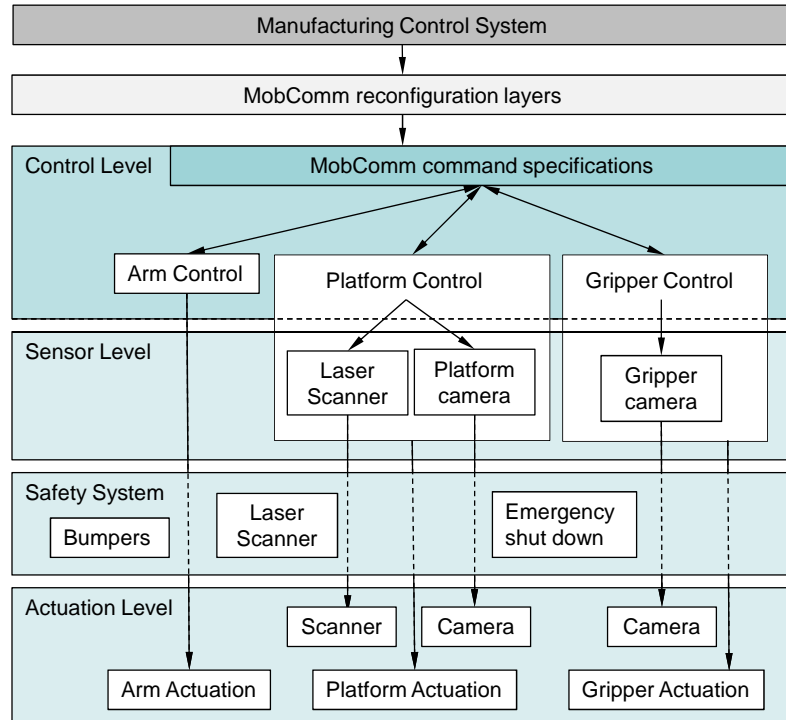 Manufacturing Control System
MobComm reconfiguration layers
Control Level
MobComm command specifications
Arm Control
Platform Control
Gripper Control
Sensor Level
Laser
Scanner
Platform
camera
Gripper
camera
Safety System
Bumpers
Laser
Scanner
Emergency
shut down
Actuation Level
Scanner
Camera
Camera
Arm Actuation
Platform Actuation
Gripper Actuation